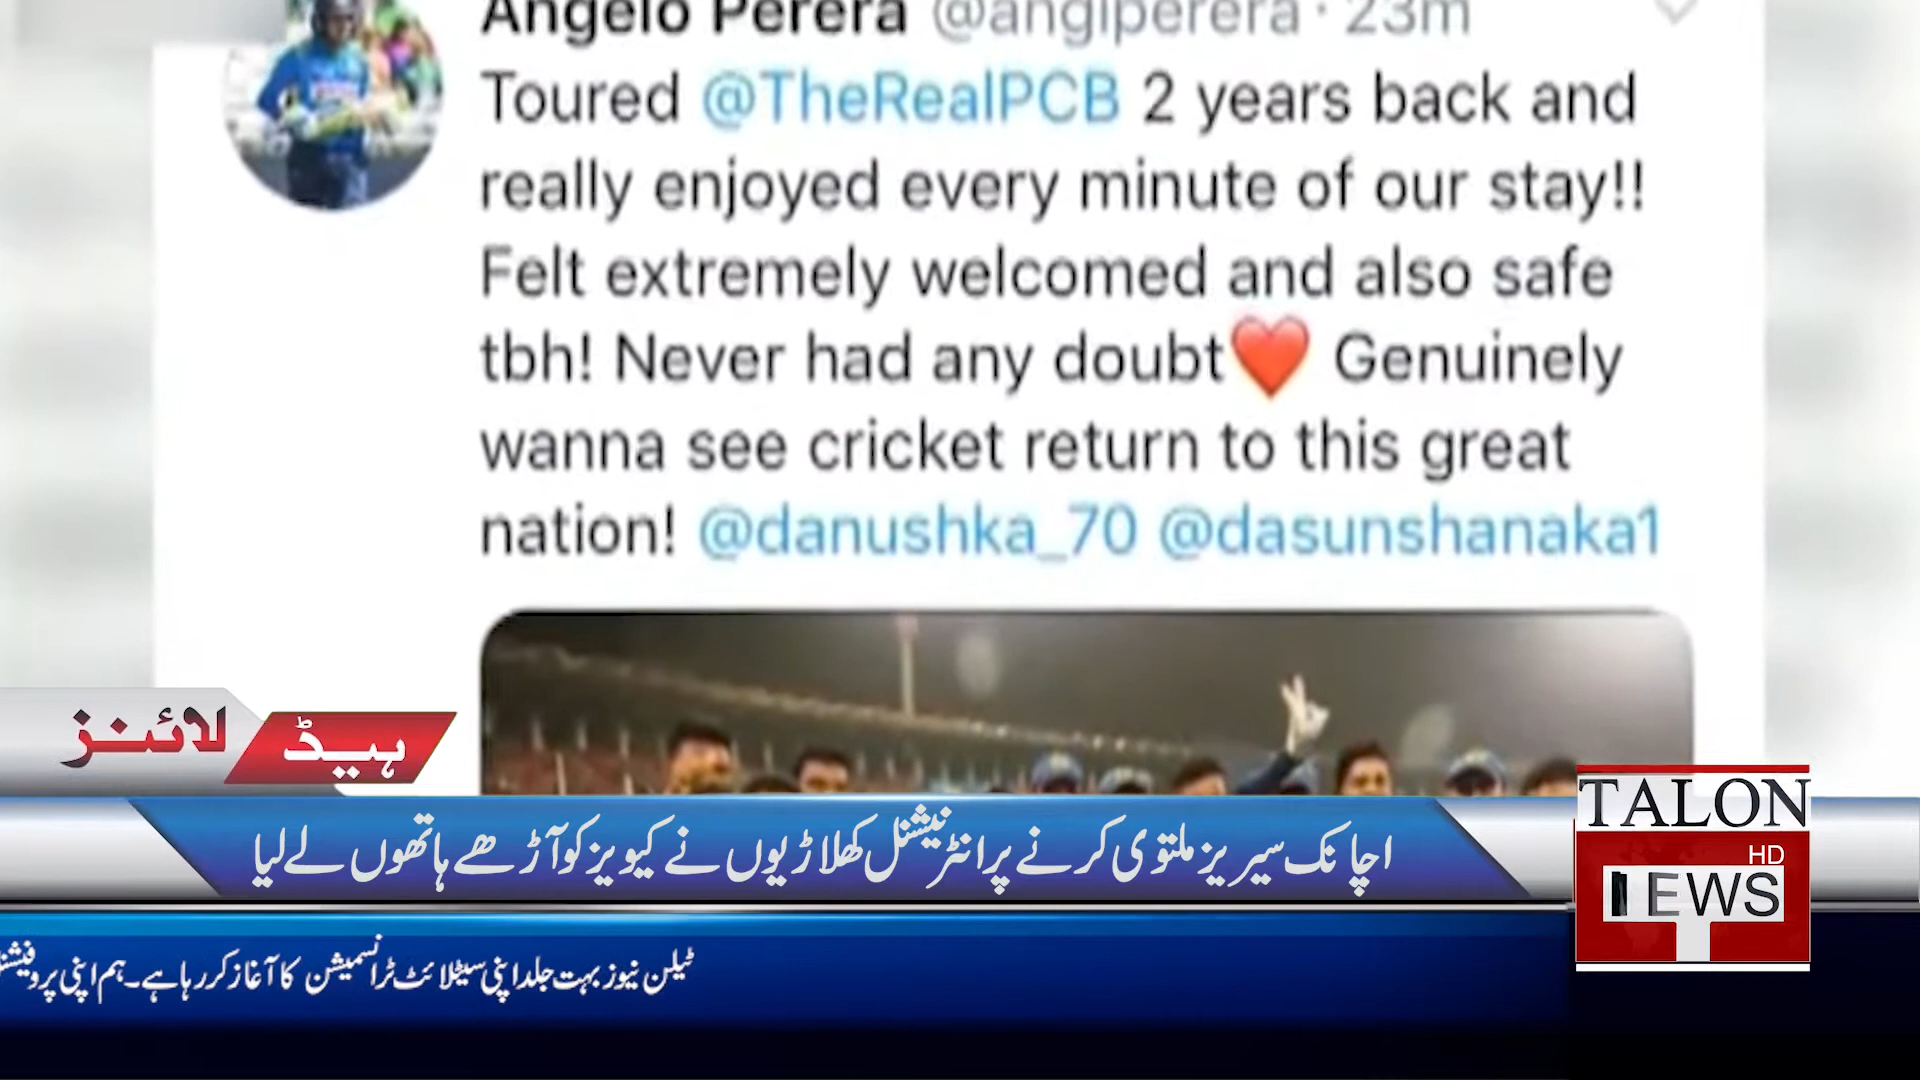 Angelo Perera @angiperera · 23m
Toured @TheRealPCB 2 years back and
really enjoyed every minute of our stay!!
Felt extremely welcomed and also safe
tbh! Never had any doubt❤️ Genuinely
wanna see cricket return to this great
nation! @danushka_70 @dasunshanaka1
ہیڈ لائنز
اچانک سیریز ملتوی کرنے پر انٹرنیشنل کھلاڑیوں نے کیویز کو آڑھے ہاتھوں لے لیا
TALON
HD
NEWS
ٹیلن نیوز بہت جلد اپنی سیٹلائٹ ٹرانسمیشن کا آغاز کر رہا ہے۔ ہم اپنی